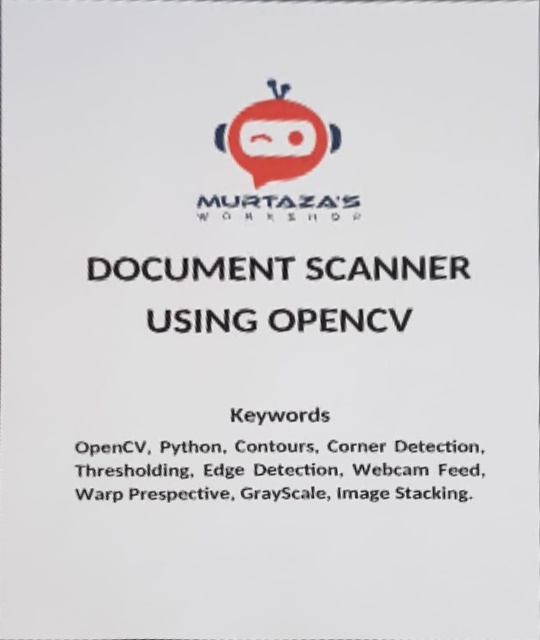 MURTAZA'S
WORKSHOP
DOCUMENT SCANNER
USING OPENCV
Keywords
OpenCV, Python, Contours, Corner Detection,
Thresholding, Edge Detection, Webcam Feed,
Warp Prespective, GrayScale, Image Stacking.